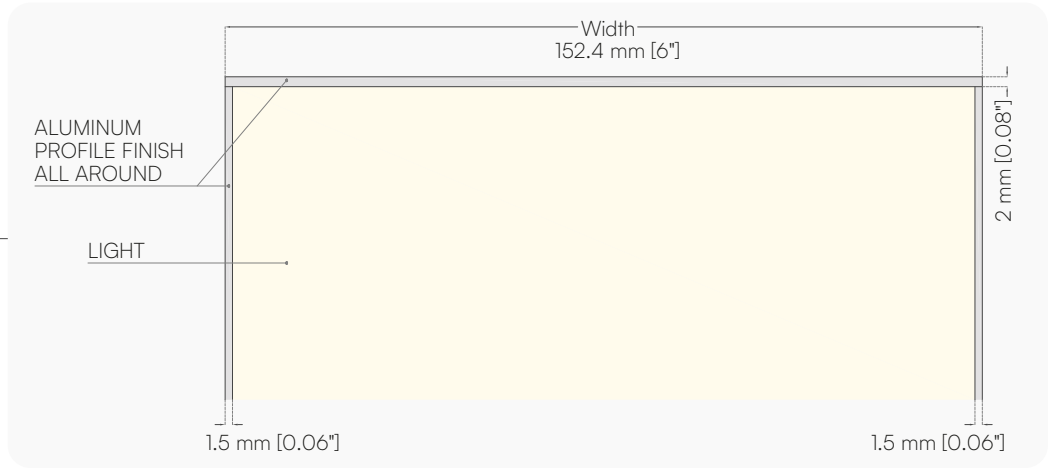 Width
152.4 mm [6"]
ALUMINUM
PROFILE FINISH
ALL AROUND
2 mm [0.08"]
LIGHT
1.5 mm [0.06"]
1.5 mm [0.06"]